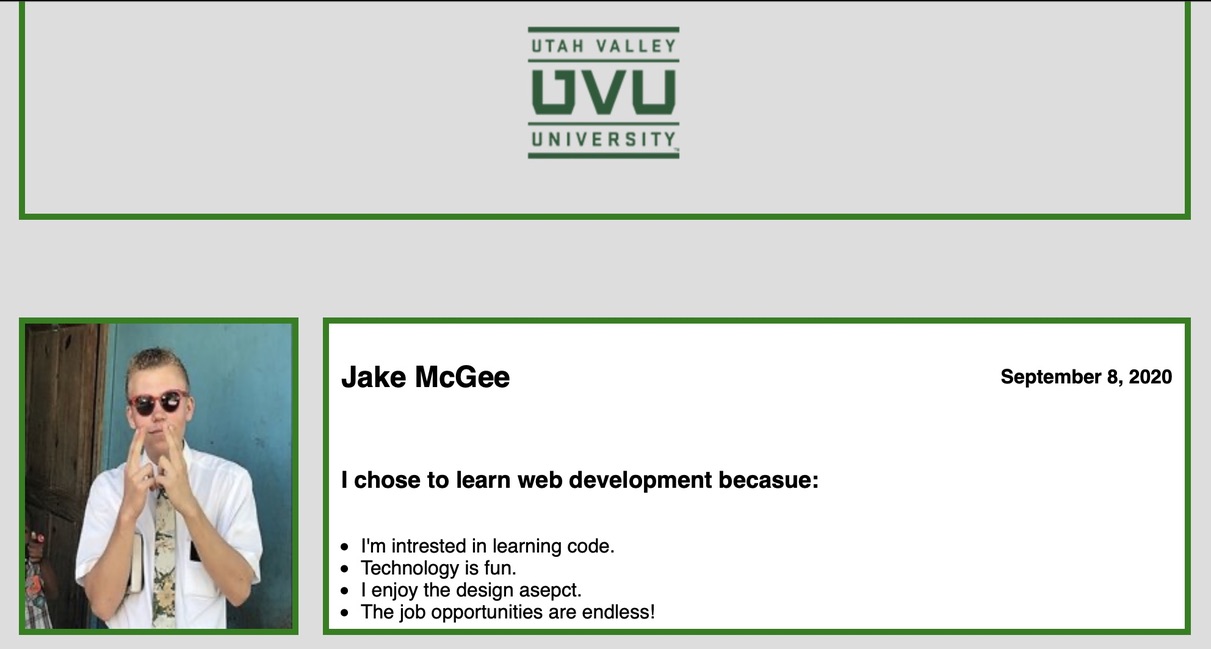 UTAH VALLEY
UVU
UNIVERSITY™
Jake McGee
September 8, 2020
I chose to learn web development becasue:
• I'm intrested in learning code.
• Technology is fun.
• I enjoy the design asepct.
• The job opportunities are endless!